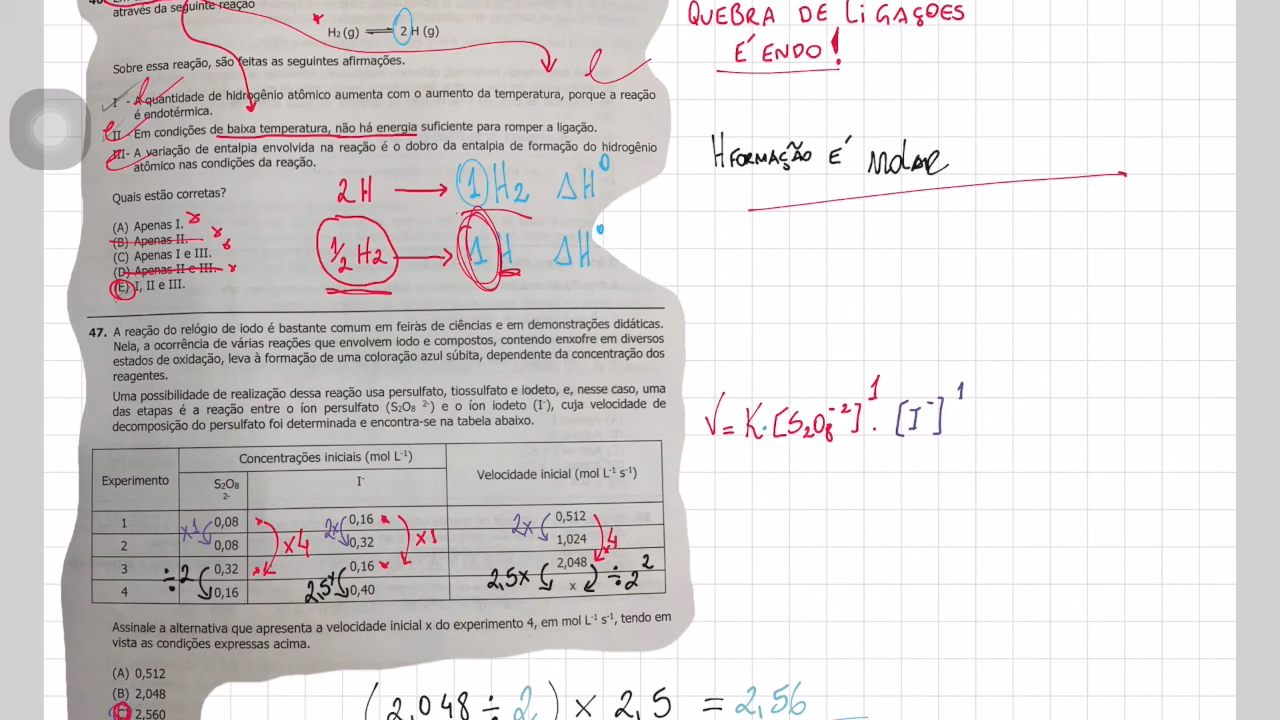 através da seguinte reação
H₂ (g) ⇌ 2 H (g)
Sobre essa reação, são feitas as seguintes afirmações.
I - A quantidade de hidrogênio atômico aumenta com o aumento da temperatura, porque a reação
é endotérmica.
II - Em condições de baixa temperatura, não há energia suficiente para romper a ligação.
III- A variação de entalpia envolvida na reação é o dobro da entalpia de formação do hidrogênio
atômico nas condições da reação.
Quais estão corretas?
(A) Apenas I.
(B) Apenas II.
(C) Apenas I e III.
(D) Apenas II e III.
(E) I, II e III.
2H → 1 H2 ΔH°
1/2 H2 → 1 H ΔH°
QUEBRA DE LIGAÇÕES
É ENDO!
HFORMAÇÃO É MOLAR
47. A reação do relógio de iodo é bastante comum em feiras de ciências e em demonstrações didáticas.
Nela, a ocorrência de várias reações que envolvem iodo e compostos, contendo enxofre em diversos
estados de oxidação, leva à formação de uma coloração azul súbita, dependente da concentração dos
reagentes.
Uma possibilidade de realização dessa reação usa persulfato, tiossulfato e iodeto, e, nesse caso, uma
das etapas é a reação entre o íon persulfato (S₂O₈ ²⁻) e o íon iodeto (I⁻), cuja velocidade de
decomposição do persulfato foi determinada e encontra-se na tabela abaixo.
V = K.[S2O8⁻²]¹ . [I⁻]¹
Experimento
Concentrações iniciais (mol L⁻¹)
Velocidade inicial (mol L⁻¹ s⁻¹)
S₂O₈
2-
I⁻
1 0,08 0,16 0,512
2 0,08 0,32 1,024
3 0,32 0,16 2,048
4 0,16 0,40 x
x1 x4 2x x1 2x x4
÷2 2,5x 2,5x ÷2 2
Assinale a alternativa que apresenta a velocidade inicial x do experimento 4, em mol L⁻¹ s⁻¹, tendo em
vista as condições expressas acima.
(A) 0,512
(B) 2,048
(C) 2,560
(2,048 ÷ 2) x 2,5 = 2,56